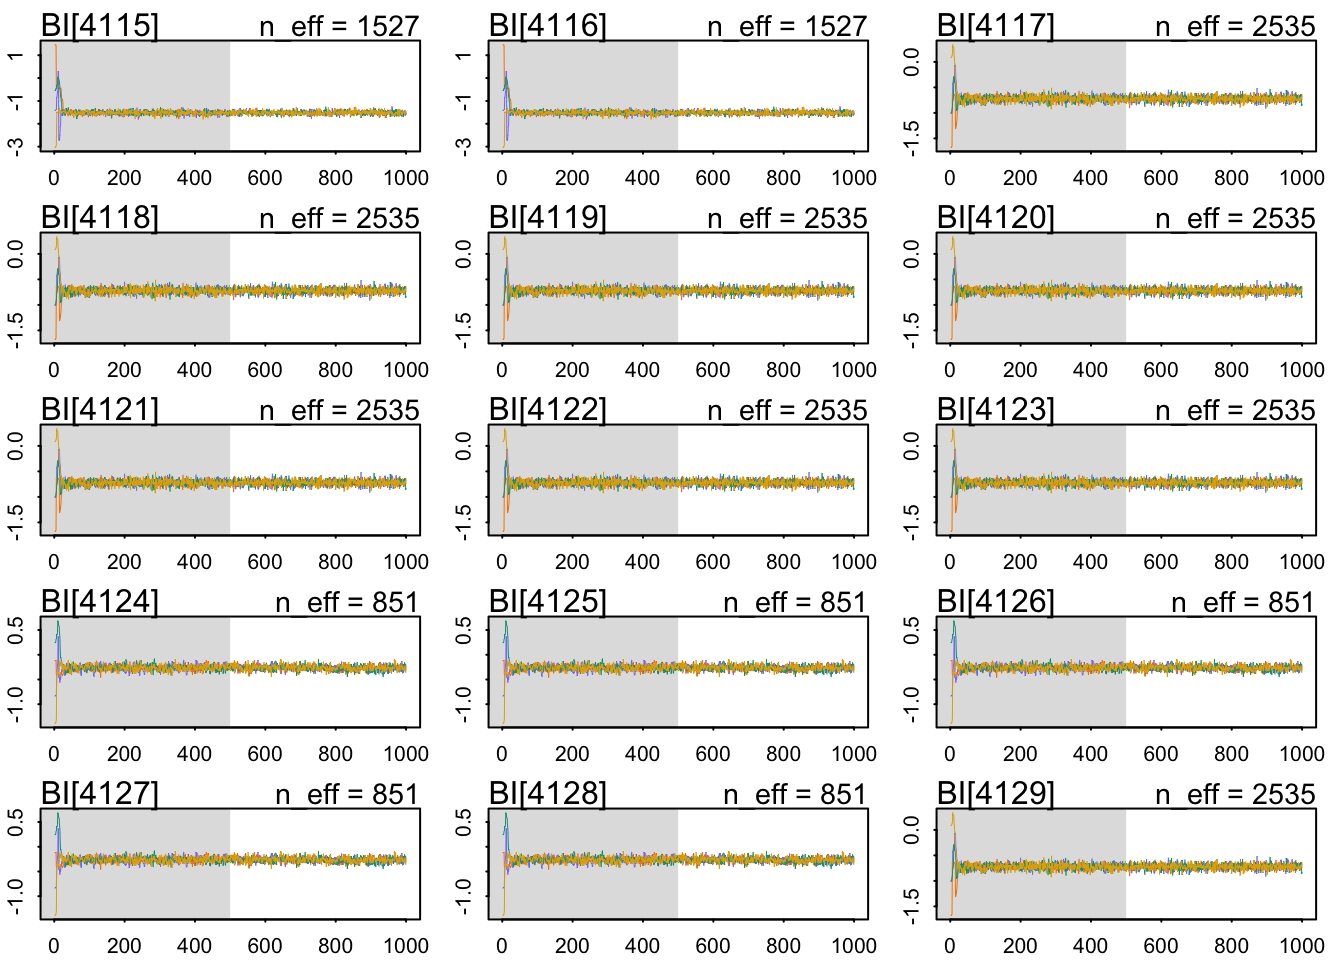 BI[4115] n_eff = 1527 BI[4116] n_eff = 1527 BI[4117] n_eff = 2535
1 -1 -3 1 -1 -3 0.0 -1.5
0 200 400 600 800 1000 0 200 400 600 800 1000 0 200 400 600 800 1000
BI[4118] n_eff = 2535 BI[4119] n_eff = 2535 BI[4120] n_eff = 2535
0.0 -1.5 0.0 -1.5 0.0 -1.5
0 200 400 600 800 1000 0 200 400 600 800 1000 0 200 400 600 800 1000
BI[4121] n_eff = 2535 BI[4122] n_eff = 2535 BI[4123] n_eff = 2535
0.0 -1.5 0.0 -1.5 0.0 -1.5
0 200 400 600 800 1000 0 200 400 600 800 1000 0 200 400 600 800 1000
BI[4124] n_eff = 851 BI[4125] n_eff = 851 BI[4126] n_eff = 851
0.5 -1.0 0.5 -1.0 0.5 -1.0
0 200 400 600 800 1000 0 200 400 600 800 1000 0 200 400 600 800 1000
BI[4127] n_eff = 851 BI[4128] n_eff = 851 BI[4129] n_eff = 2535
0.5 -1.0 0.5 -1.0 0.0 -1.5
0 200 400 600 800 1000 0 200 400 600 800 1000 0 200 400 600 800 1000